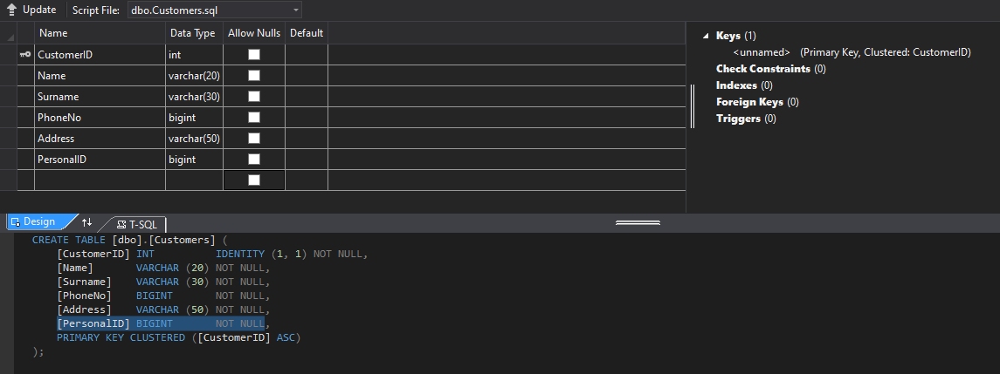 Update Script File: dbo.Customers.sql
Name Data Type Allow Nulls Default
CustomerID int
Name varchar(20)
Surname varchar(30)
PhoneNo bigint
Address varchar(50)
PersonalID bigint
Keys (1)
<unnamed> (Primary Key, Clustered: CustomerID)
Check Constraints (0)
Indexes (0)
Foreign Keys (0)
Triggers (0)
Design T-SQL
CREATE TABLE [dbo].[Customers] (
[CustomerID] INT IDENTITY (1, 1) NOT NULL,
[Name] VARCHAR (20) NOT NULL,
[Surname] VARCHAR (30) NOT NULL,
[PhoneNo] BIGINT NOT NULL,
[Address] VARCHAR (50) NOT NULL,
[PersonalID] BIGINT NOT NULL,
PRIMARY KEY CLUSTERED ([CustomerID] ASC)
);